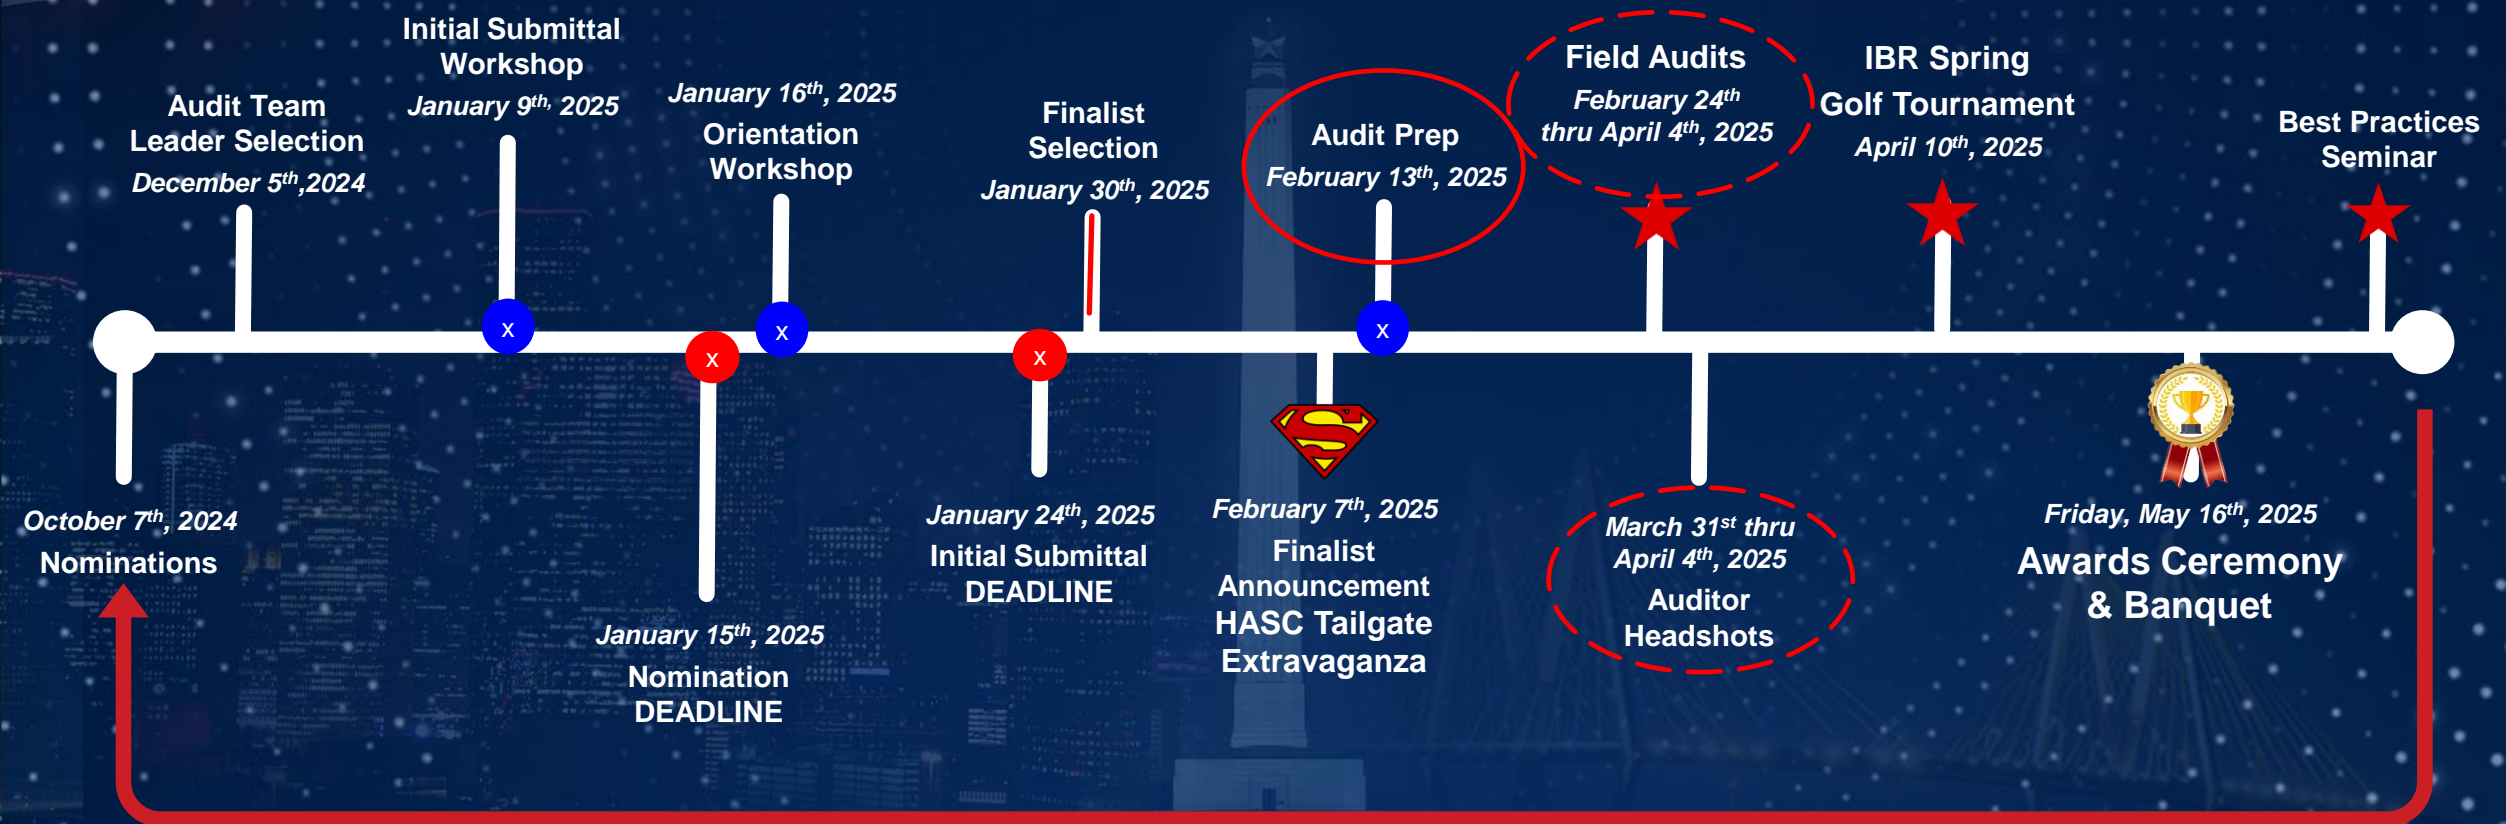 Initial Submittal
Workshop
January 9th, 2025
Audit Team
Leader Selection
December 5th,2024
January 16th, 2025
Orientation
Workshop
Finalist
Selection
January 30th, 2025
Audit Prep
February 13th, 2025
Field Audits
February 24th
thru April 4th, 2025
IBR Spring
Golf Tournament
April 10th, 2025
Best Practices
Seminar
x
x
x
x
x
S
October 7th, 2024
Nominations
January 15th, 2025
Nomination
DEADLINE
January 24th, 2025
Initial Submittal
DEADLINE
February 7th, 2025
Finalist
Announcement
HASC Tailgate
Extravaganza
March 31st thru
April 4th, 2025
Auditor
Headshots
Friday, May 16th, 2025
Awards Ceremony
& Banquet